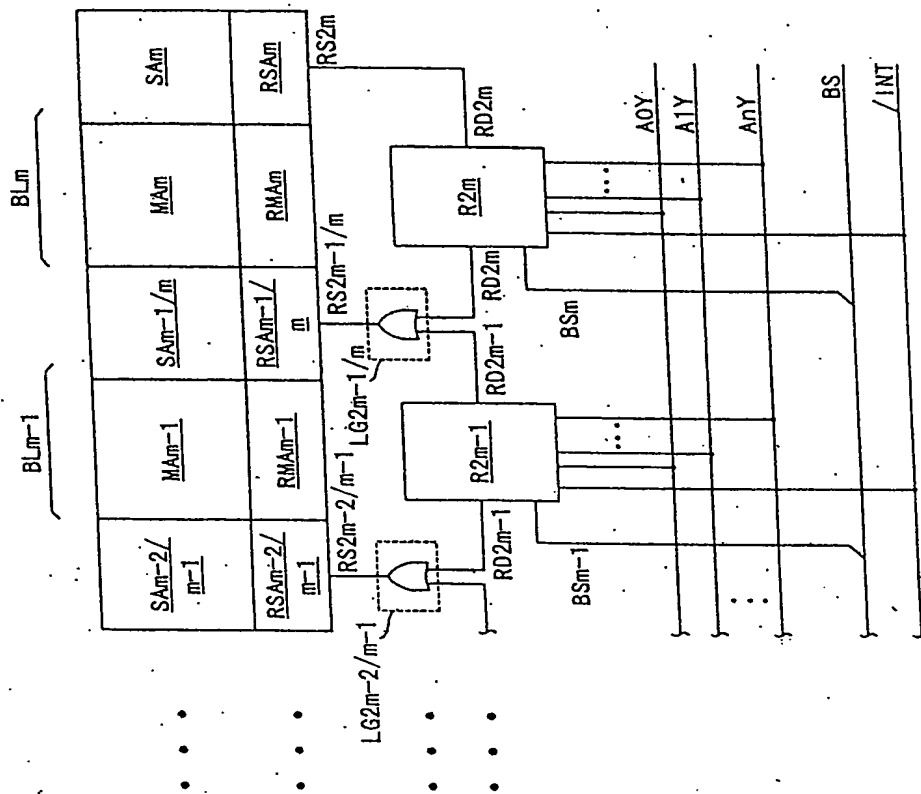 BLm-1
BLm
SAm-2/
m-1
MAm-1
SAm-1/m
MAm
SAm
RSAm-2/
m-1
RMAm-1
RSAm-1/
m
RMAm
RSAm
RS2m-2/m-1
RS2m-1/m
RS2m
LG2m-2/m-1
LG2m-1/m
RD2m-1
R2m-1
RD2m-1
RD2m
R2m
RD2m
BSm-1
BSm
A0Y
A1Y
AnY
BS
/INT